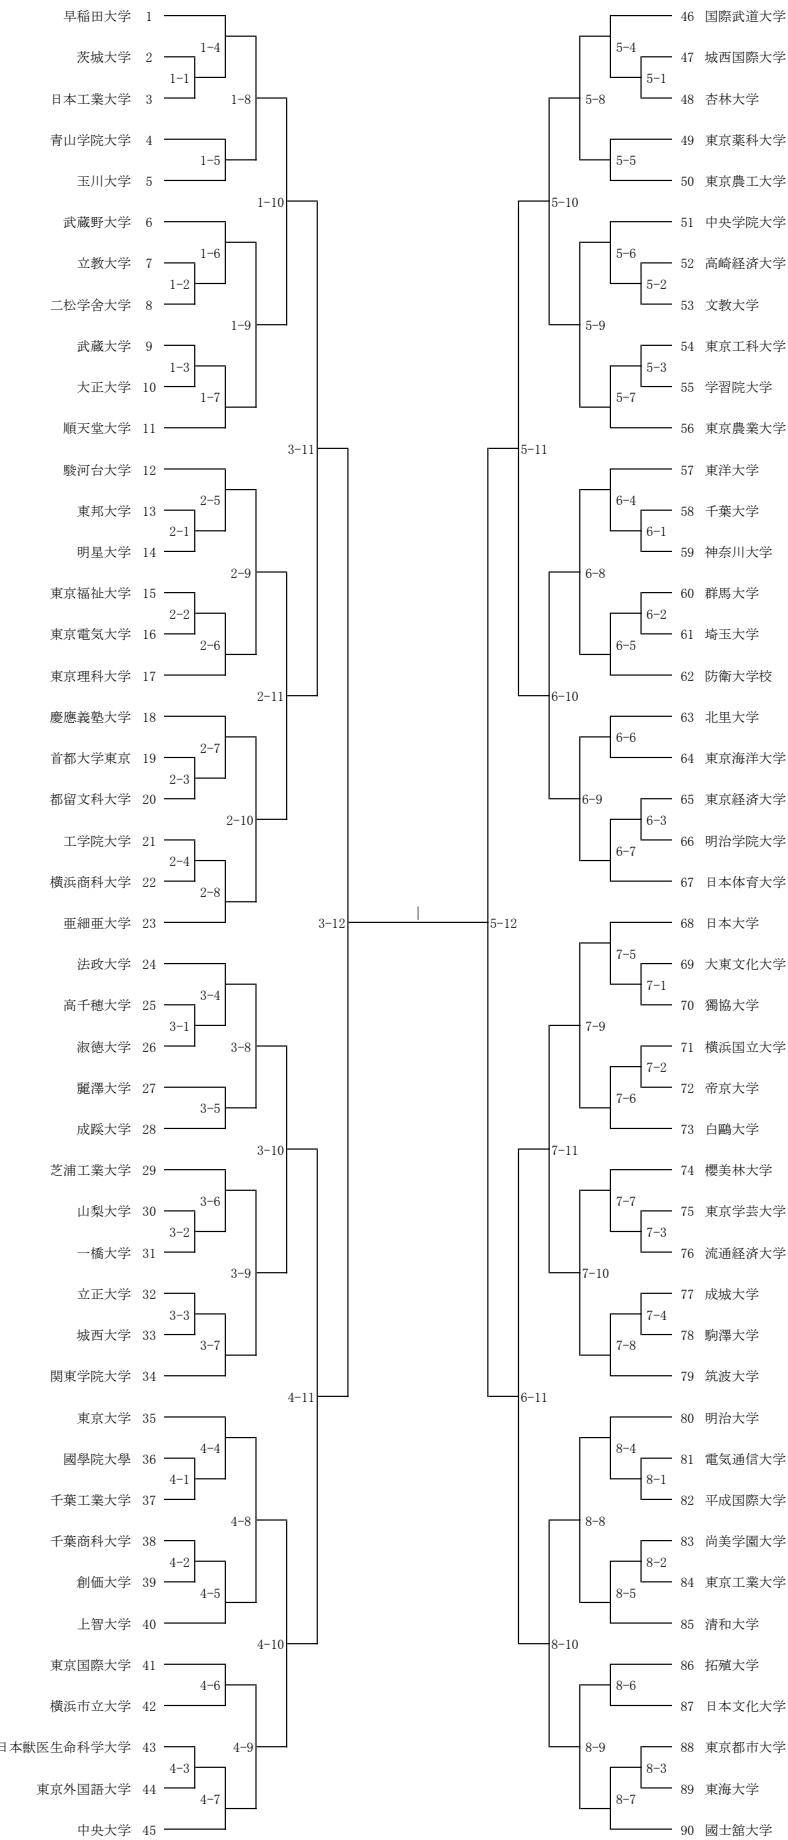 早稲田大学 1
茨城大学 2
日本工業大学 3
青山学院大学 4
玉川大学 5
武蔵野大学 6
立教大学 7
二松学舎大学 8
武蔵大学 9
大正大学 10
順天堂大学 11
駿河台大学 12
東邦大学 13
明星大学 14
東京福祉大学 15
東京電気大学 16
東京理科大学 17
慶應義塾大学 18
首都大学東京 19
都留文科大学 20
工学院大学 21
横浜商科大学 22
亜細亜大学 23
法政大学 24
高千穂大学 25
淑徳大学 26
麗澤大学 27
成蹊大学 28
芝浦工業大学 29
山梨大学 30
一橋大学 31
立正大学 32
城西大学 33
関東学院大学 34
東京大学 35
國學院大學 36
千葉工業大学 37
千葉商科大学 38
創価大学 39
上智大学 40
東京国際大学 41
横浜市立大学 42
日本獣医生命科学大学 43
東京外国語大学 44
中央大学 45
1-4
1-1
1-8
1-5
1-10
1-6
1-2
1-9
1-3
1-7
3-11
2-5
2-1
2-9
2-2
2-6
2-11
2-7
2-3
2-10
2-4
2-8
3-12
3-4
3-1
3-8
3-5
3-10
3-6
3-2
3-9
3-3
3-7
4-11
4-4
4-1
4-8
4-2
4-5
4-10
4-6
4-9
4-3
4-7
46 国際武道大学
47 城西国際大学
48 杏林大学
49 東京薬科大学
50 東京農工大学
51 中央学院大学
52 高崎経済大学
53 文教大学
54 東京工科大学
55 学習院大学
56 東京農業大学
57 東洋大学
58 千葉大学
59 神奈川大学
60 群馬大学
61 埼玉大学
62 防衛大学校
63 北里大学
64 東京海洋大学
65 東京経済大学
66 明治学院大学
67 日本体育大学
68 日本大学
69 大東文化大学
70 獨協大学
71 横浜国立大学
72 帝京大学
73 白鷗大学
74 櫻美林大学
75 東京学芸大学
76 流通経済大学
77 成城大学
78 駒澤大学
79 筑波大学
80 明治大学
81 電気通信大学
82 平成国際大学
83 尚美学園大学
84 東京工業大学
85 清和大学
86 拓殖大学
87 日本文化大学
88 東京都市大学
89 東海大学
90 國士舘大学
5-4
5-1
5-8
5-5
5-10
5-6
5-2
5-9
5-3
5-7
5-11
6-4
6-1
6-8
6-2
6-5
6-10
6-6
6-9
6-3
6-7
5-12
7-5
7-1
7-9
7-2
7-6
7-11
7-7
7-3
7-10
7-4
7-8
6-11
8-4
8-1
8-8
8-2
8-5
8-10
8-6
8-9
8-3
8-7